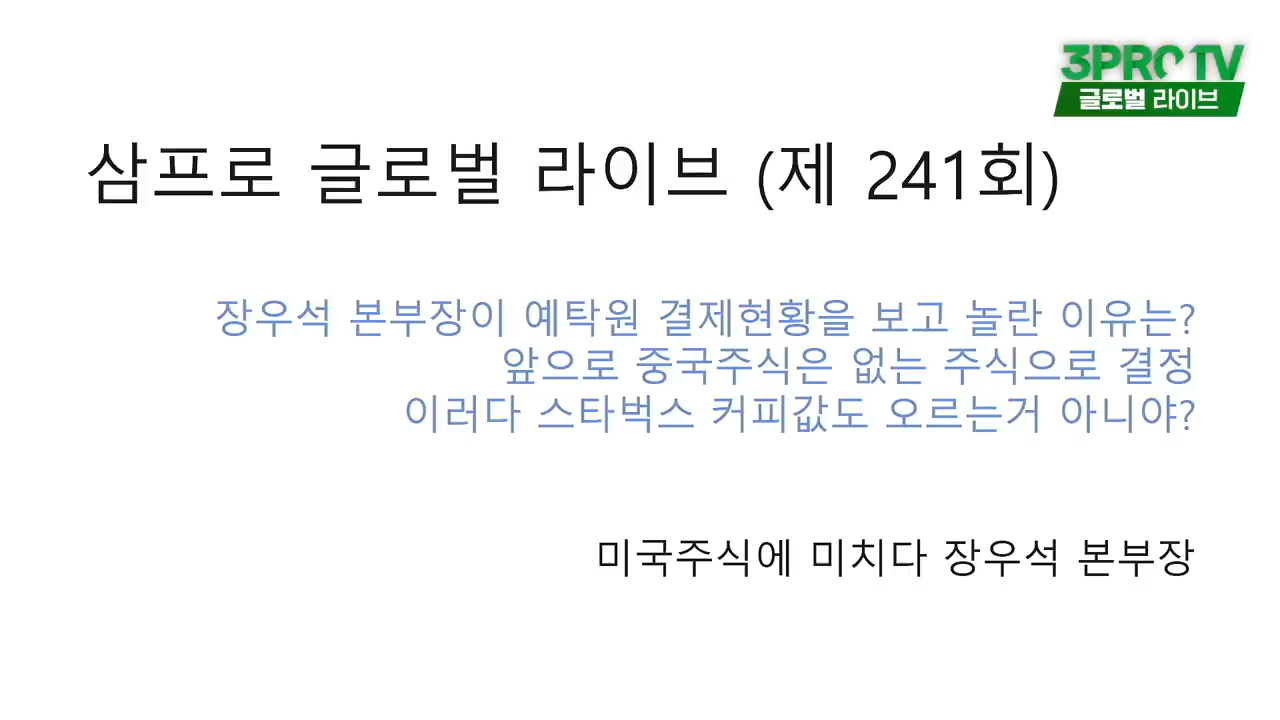 3PRO TV
글로벌 라이브
삼프로 글로벌 라이브 (제 241회)
장우석 본부장이 예탁원 결제현황을 보고 놀란 이유는?
앞으로 중국주식은 없는 주식으로 결정
이러다 스타벅스 커피값도 오르는거 아니야?
미국주식에 미치다 장우석 본부장